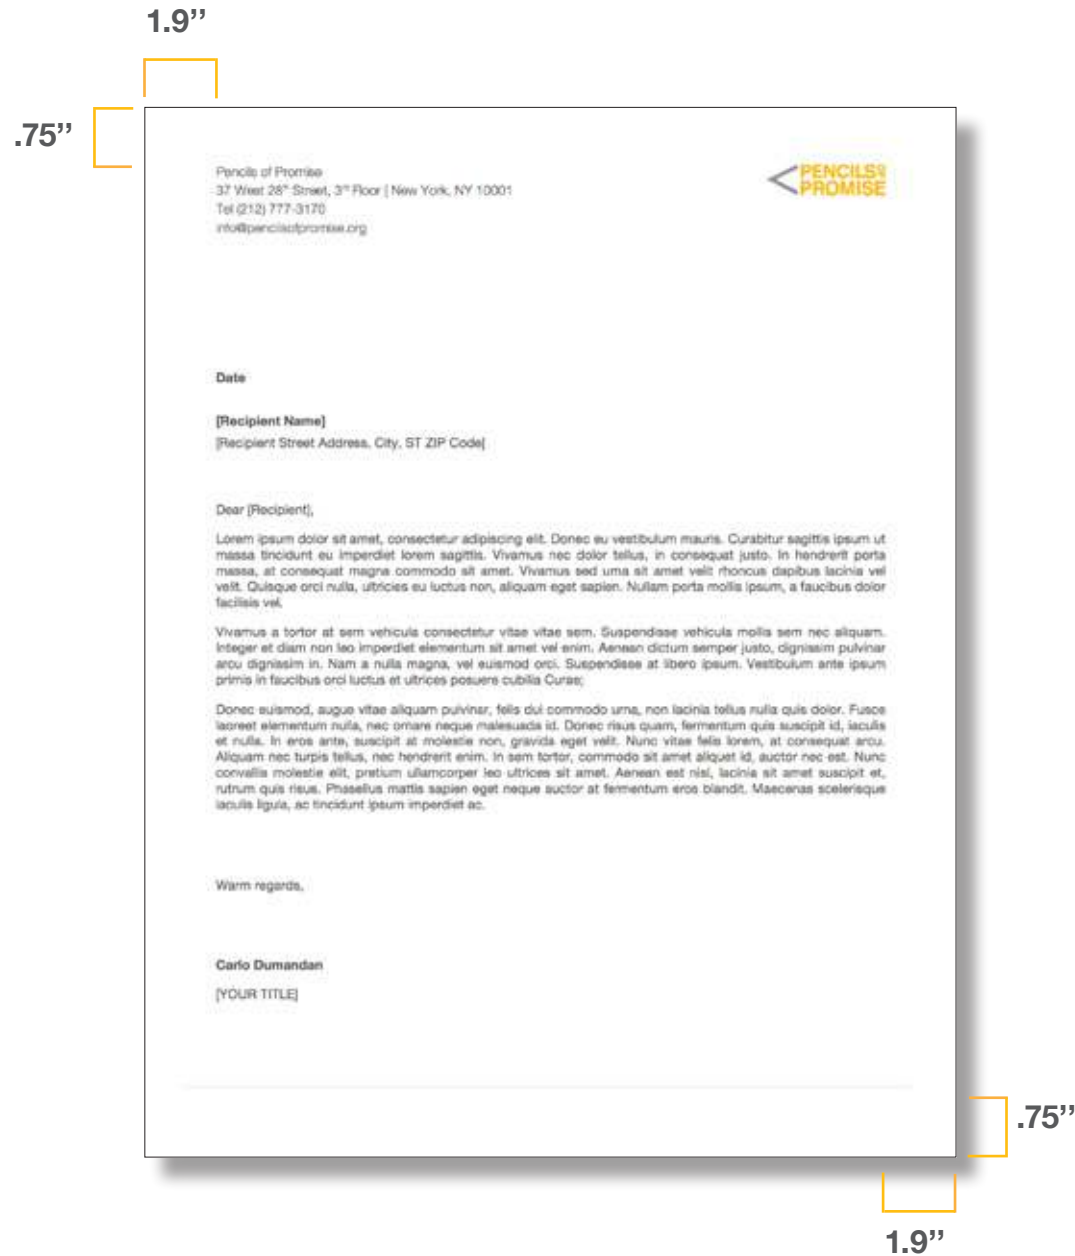 1.9’’
.75’’
Pencils of Promise
37 West 28th Street, 3rd Floor | New York, NY 10001
Tel (212) 777-3170
info@pencilsofpromise.org
PENCILS OF
PROMISE
Date
[Recipient Name]
[Recipient Street Address, City, ST ZIP Code]
Dear [Recipient],
Lorem ipsum dolor sit amet, consectetur adipiscing elit. Donec eu vestibulum mauris. Curabitur sagittis ipsum ut
massa tincidunt eu imperdiet lorem sagittis. Vivamus nec dolor tellus, in consequat justo. In hendrerit porta
massa, at consequat magna commodo sit amet. Vivamus sed urna sit amet velit rhoncus dapibus lacinia vel
velit. Quisque orci nulla, ultricies eu luctus non, aliquam eget sapien. Nullam porta mollis ipsum, a faucibus dolor
facilisis vel.
Vivamus a tortor at sem vehicula consectetur vitae vitae sem. Suspendisse vehicula mollis sem nec aliquam.
Integer et diam non leo imperdiet elementum sit amet vel enim. Aenean dictum semper justo, dignissim pulvinar
arcu dignissim in. Nam a nulla magna, vel euismod orci. Suspendisse at libero ipsum. Vestibulum ante ipsum
primis in faucibus orci luctus et ultrices posuere cubilia Curae;
Donec euismod, augue vitae aliquam pulvinar, felis dui commodo urna, non lacinia tellus nulla quis dolor. Fusce
laoreet elementum nulla, nec ornare neque malesuada id. Donec risus quam, fermentum quis suscipit id, iaculis
et nulla. In eros ante, suscipit at molestie non, gravida eget velit. Nunc vitae felis lorem, at consequat arcu.
Aliquam nec turpis tellus, nec hendrerit enim. In sem tortor, commodo sit amet aliquet id, auctor nec est. Nunc
convallis molestie elit, pretium ullamcorper leo ultrices sit amet. Aenean est nisl, lacinia sit amet suscipit et,
rutrum quis risus. Phasellus mattis sapien eget neque auctor at fermentum eros blandit. Maecenas scelerisque
iaculis ligula, ac tincidunt ipsum imperdiet ac.
Warm regards,
Carlo Dumandan
[YOUR TITLE]
.75’’
1.9’’